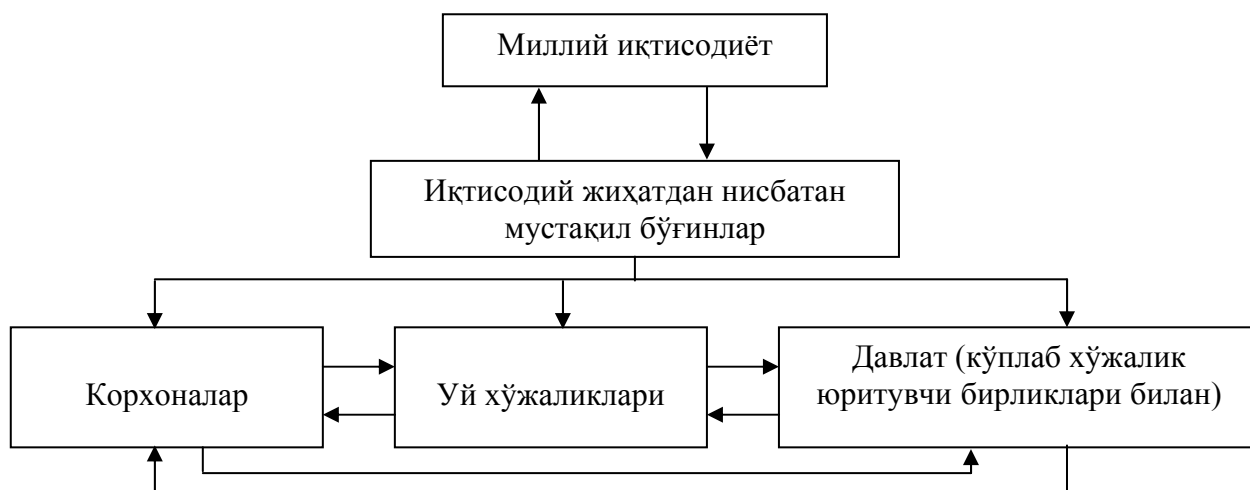 Миллий иқтисодиёт
Иқтисодий жиҳатдан нисбатан
мустақил бўғинлар
Корхоналар
Уй хўжаликлари
Давлат (кўплаб хўжалик
юритувчи бирликлари билан)